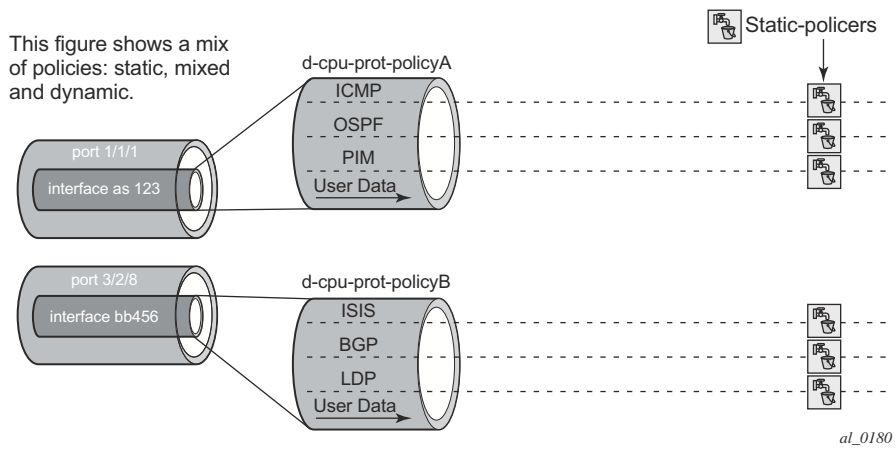 This figure shows a mix
of policies: static, mixed
and dynamic.
Static-policers
d-cpu-prot-policyA
ICMP
OSPF
PIM
User Data
port 1/1/1
interface as 123
d-cpu-prot-policyB
ISIS
BGP
LDP
User Data
port 3/2/8
interface bb456
al_0180